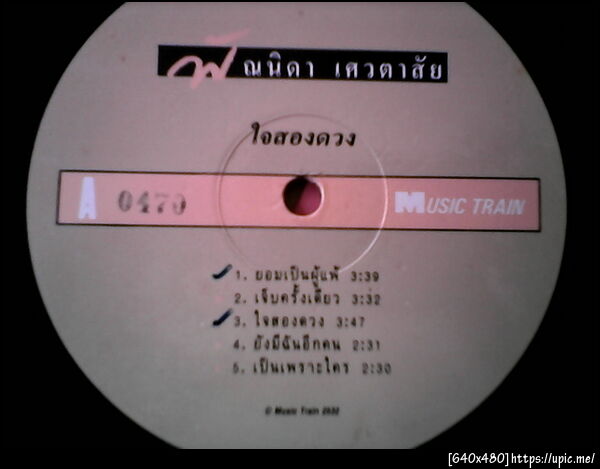 ฟ้า ณนิดา เศวตาสัย
ใจสองดวง
A 0470 MUSIC TRAIN
1. ยอมเป็นผู้แพ้ 3:39
2. เจ็บครั้งเดียว 3:32
3. ใจสองดวง 3:47
4. ยังมีฉันอีกคน 2:31
5. เป็นเพราะใคร 2:30
© Music Train 2532
[640x480]https://upic.me/